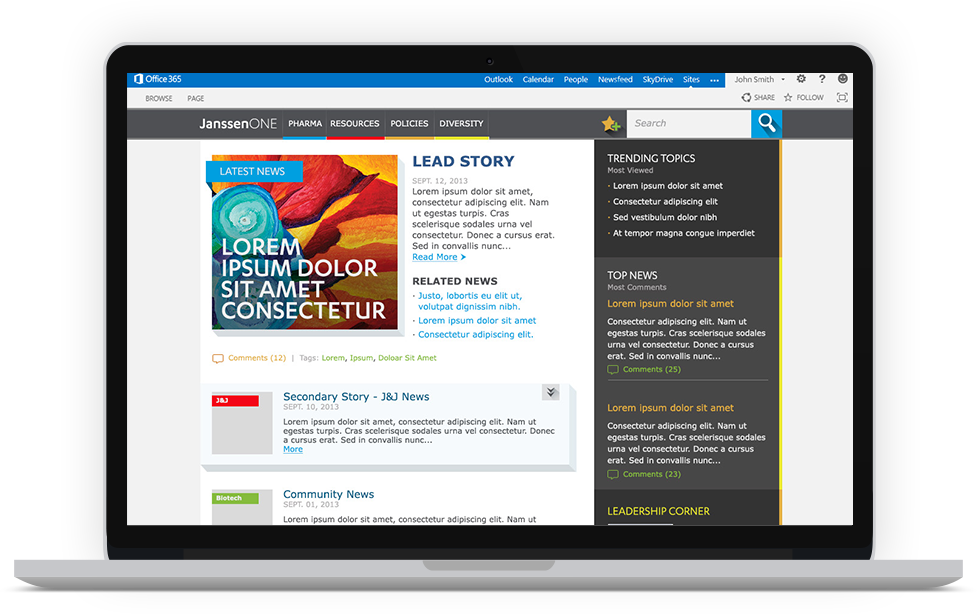 Office 365
Outlook Calendar People Newsfeed SkyDrive Sites ... John Smith ?
BROWSE PAGE
SHARE FOLLOW
JanssenONE PHARMA RESOURCES POLICIES DIVERSITY
Search
LATEST NEWS
LOREM
IPSUM DOLOR
SIT AMET
CONSECTETUR
LEAD STORY
SEPT. 12, 2013
Lorem ipsum dolor sit amet,
consectetur adipiscing elit. Nam
ut egestas turpis. Cras
scelerisque sodales urna vel
consectetur. Donec a cursus erat.
Sed in convallis nunc...
Read More
RELATED NEWS
· Justo, lobortis eu elit ut,
volutpat dignissim nibh.
· Lorem ipsum dolor sit amet
· Consectetur adipiscing elit.
Comments (12) | Tags: Lorem, Ipsum, Doloar Sit Amet
J&J
Secondary Story - J&J News
SEPT. 10, 2013
Lorem ipsum dolor sit amet, consectetur adipiscing elit. Nam ut
egestas turpis. Cras scelerisque sodales urna vel consectetur. Donec
a cursus erat. Sed in convallis nunc...
More
Biotech
Community News
SEPT. 01, 2013
Lorem ipsum dolor sit amet, consectetur adipiscing elit. Nam ut
TRENDING TOPICS
Most Viewed
· Lorem ipsum dolor sit amet
· Consectetur adipiscing elit
· Sed vestibulum dolor nibh
· At tempor magna congue imperdiet
TOP NEWS
Most Comments
Lorem ipsum dolor sit amet
Consectetur adipiscing elit. Nam ut
egestas turpis. Cras scelerisque sodales
urna vel consectetur. Donec a cursus
erat. Sed in convallis nunc...
Comments (25)
Lorem ipsum dolor sit amet
Consectetur adipiscing elit. Nam ut
egestas turpis. Cras scelerisque sodales
urna vel consectetur. Donec a cursus
erat. Sed in convallis nunc...
Comments (23)
LEADERSHIP CORNER